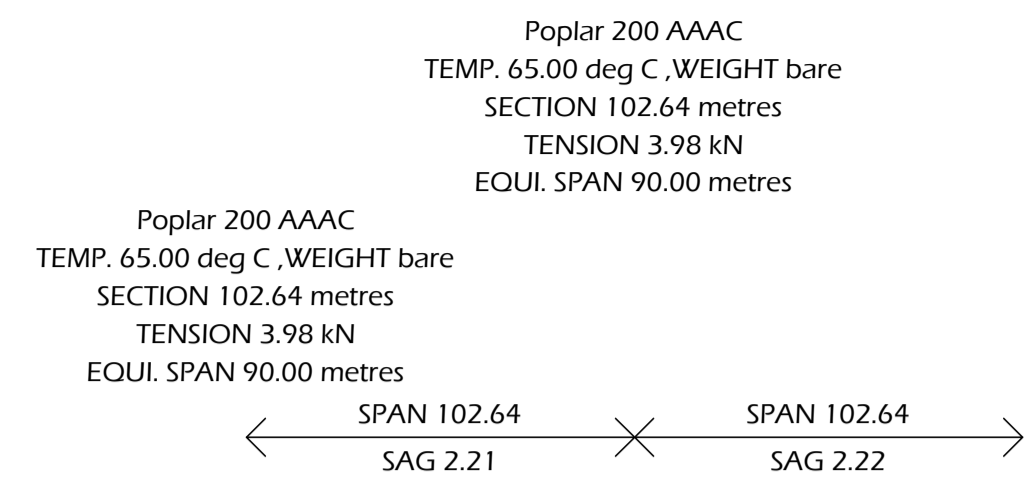 Poplar 200 AAAC
TEMP. 65.00 deg C ,WEIGHT bare
SECTION 102.64 metres
TENSION 3.98 kN
EQUI. SPAN 90.00 metres
Poplar 200 AAAC
TEMP. 65.00 deg C ,WEIGHT bare
SECTION 102.64 metres
TENSION 3.98 kN
EQUI. SPAN 90.00 metres
SPAN 102.64 SPAN 102.64
SAG 2.21 SAG 2.22